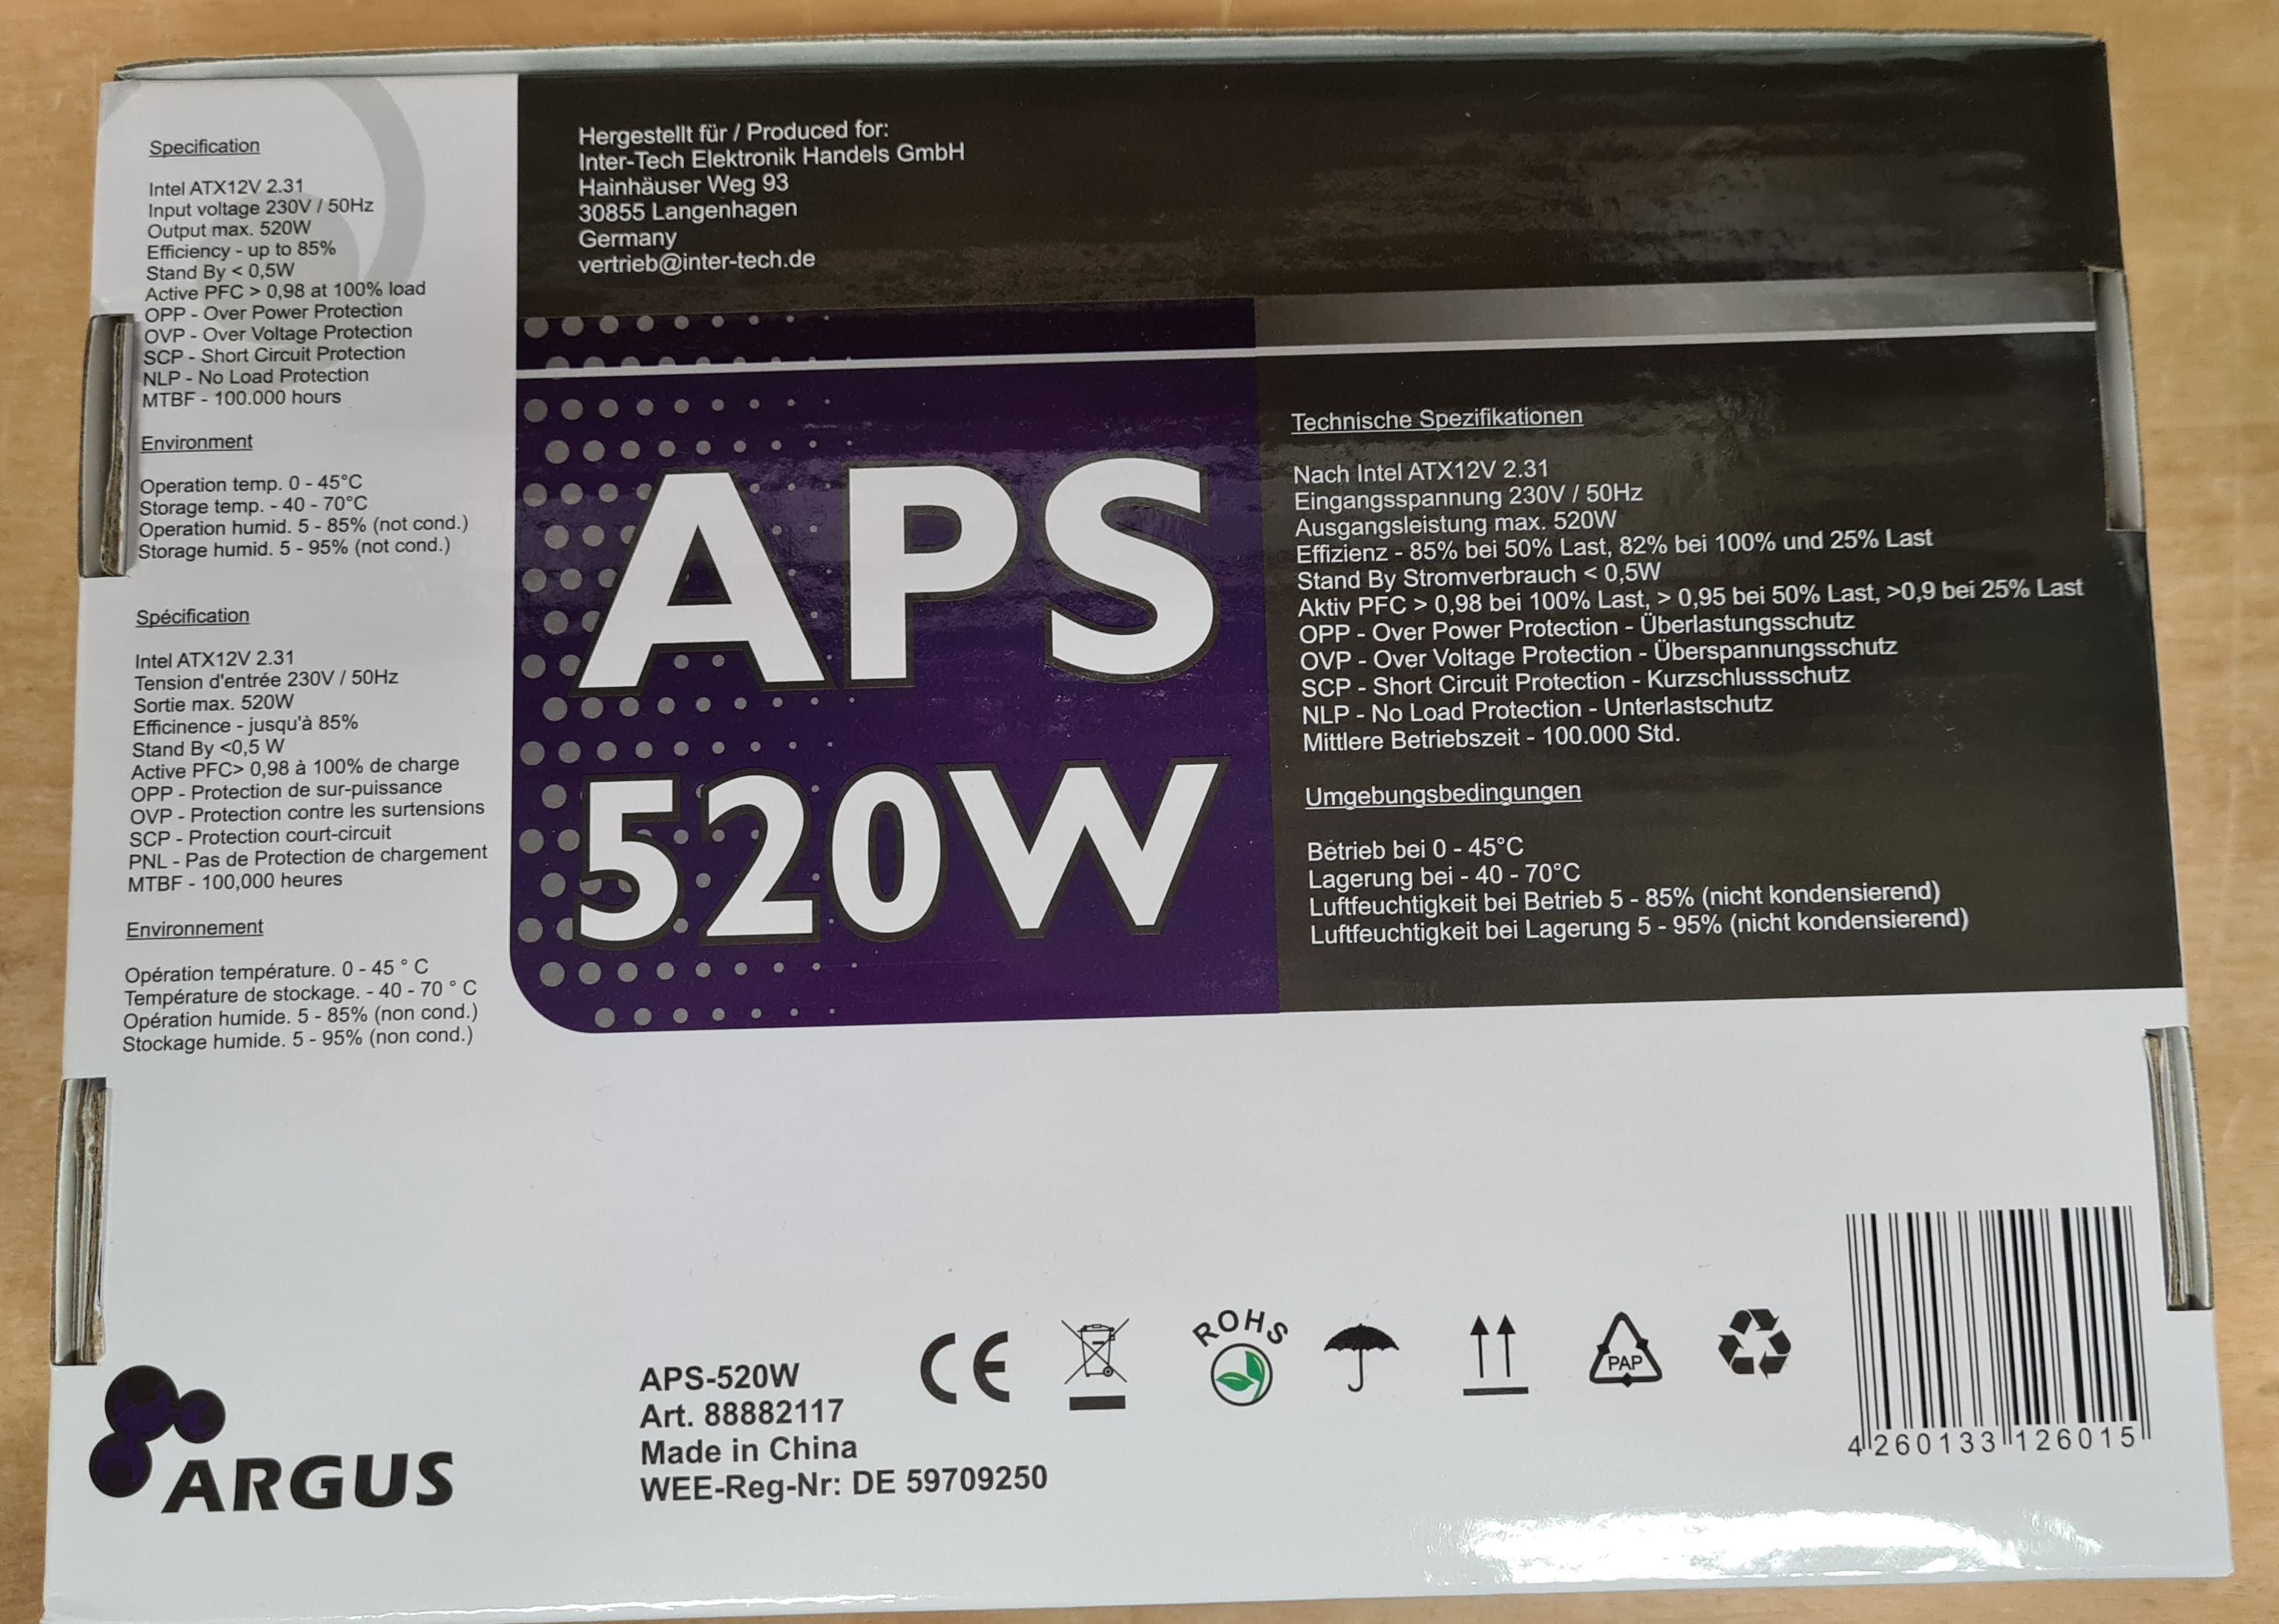 Specification
Intel ATX12V 2.31
Input voltage 230V / 50Hz
Output max. 520W
Efficiency - up to 85%
Stand By < 0,5W
Active PFC > 0,98 at 100% load
OPP - Over Power Protection
OVP - Over Voltage Protection
SCP - Short Circuit Protection
NLP - No Load Protection
MTBF - 100.000 hours
Environment
Operation temp. 0 - 45°C
Storage temp. - 40 - 70°C
Operation humid. 5 - 85% (not cond.)
Storage humid. 5 - 95% (not cond.)
Spécification
Intel ATX12V 2.31
Tension d'entrée 230V / 50Hz
Sortie max. 520W
Efficinence - jusqu'à 85%
Stand By <0,5 W
Active PFC> 0,98 à 100% de charge
OPP - Protection de sur-puissance
OVP - Protection contre les surtensions
SCP - Protection court-circuit
PNL - Pas de Protection de chargement
MTBF - 100,000 heures
Environnement
Opération température. 0 - 45 ° C
Température de stockage. - 40 - 70 ° C
Opération humide. 5 - 85% (non cond.)
Stockage humide. 5 - 95% (non cond.)
Hergestellt für / Produced for:
Inter-Tech Elektronik Handels GmbH
Hainhäuser Weg 93
30855 Langenhagen
Germany
vertrieb@inter-tech.de
APS
520W
Technische Spezifikationen
Nach Intel ATX12V 2.31
Eingangsspannung 230V / 50Hz
Ausgangsleistung max. 520W
Effizienz - 85% bei 50% Last, 82% bei 100% und 25% Last
Stand By Stromverbrauch < 0,5W
Aktiv PFC > 0,98 bei 100% Last, > 0,95 bei 50% Last, >0,9 bei 25% Last
OPP - Over Power Protection - Überlastungsschutz
OVP - Over Voltage Protection - Überspannungsschutz
SCP - Short Circuit Protection - Kurzschlussschutz
NLP - No Load Protection - Unterlastschutz
Mittlere Betriebszeit - 100.000 Std.
Umgebungsbedingungen
Betrieb bei 0 - 45°C
Lagerung bei - 40 - 70°C
Luftfeuchtigkeit bei Betrieb 5 - 85% (nicht kondensierend)
Luftfeuchtigkeit bei Lagerung 5 - 95% (nicht kondensierend)
ARGUS
APS-520W
Art. 88882117
Made in China
WEE-Reg-Nr: DE 59709250
CE
ROHS
PAP
4 260133 126015